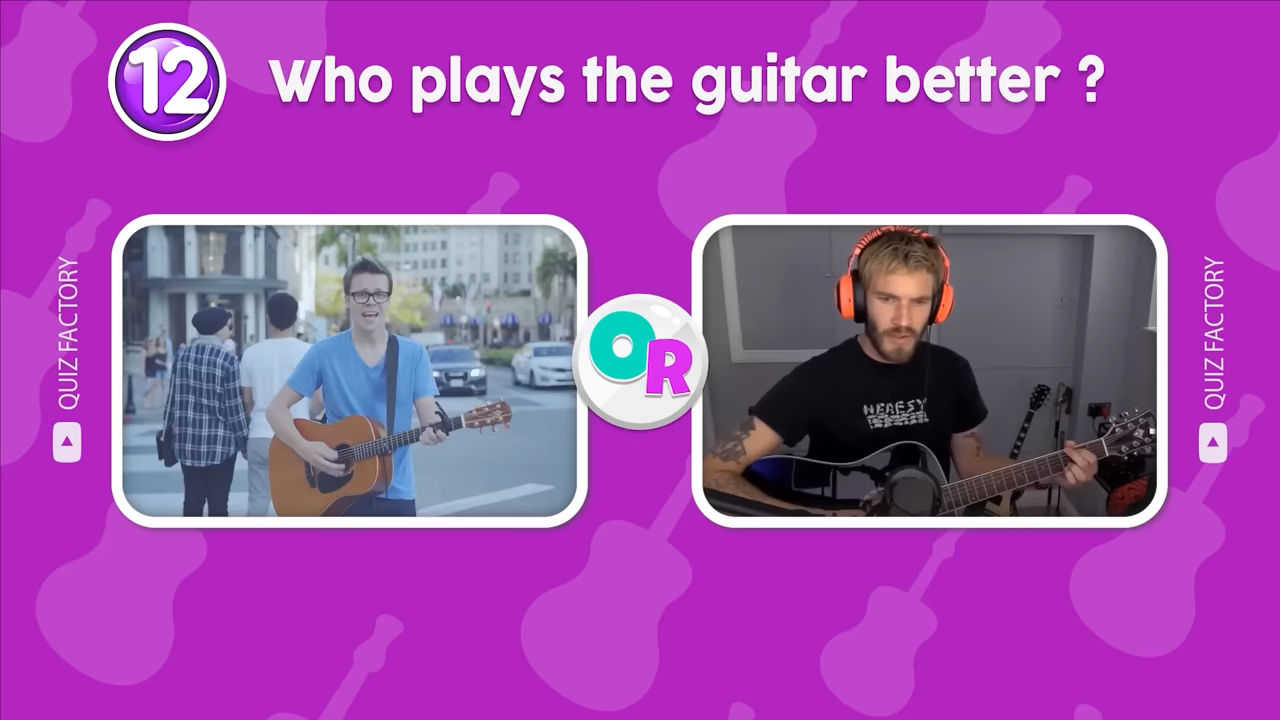 12
Who plays the guitar better ?
QUIZ FACTORY
OR
HERESY
QUIZ FACTORY